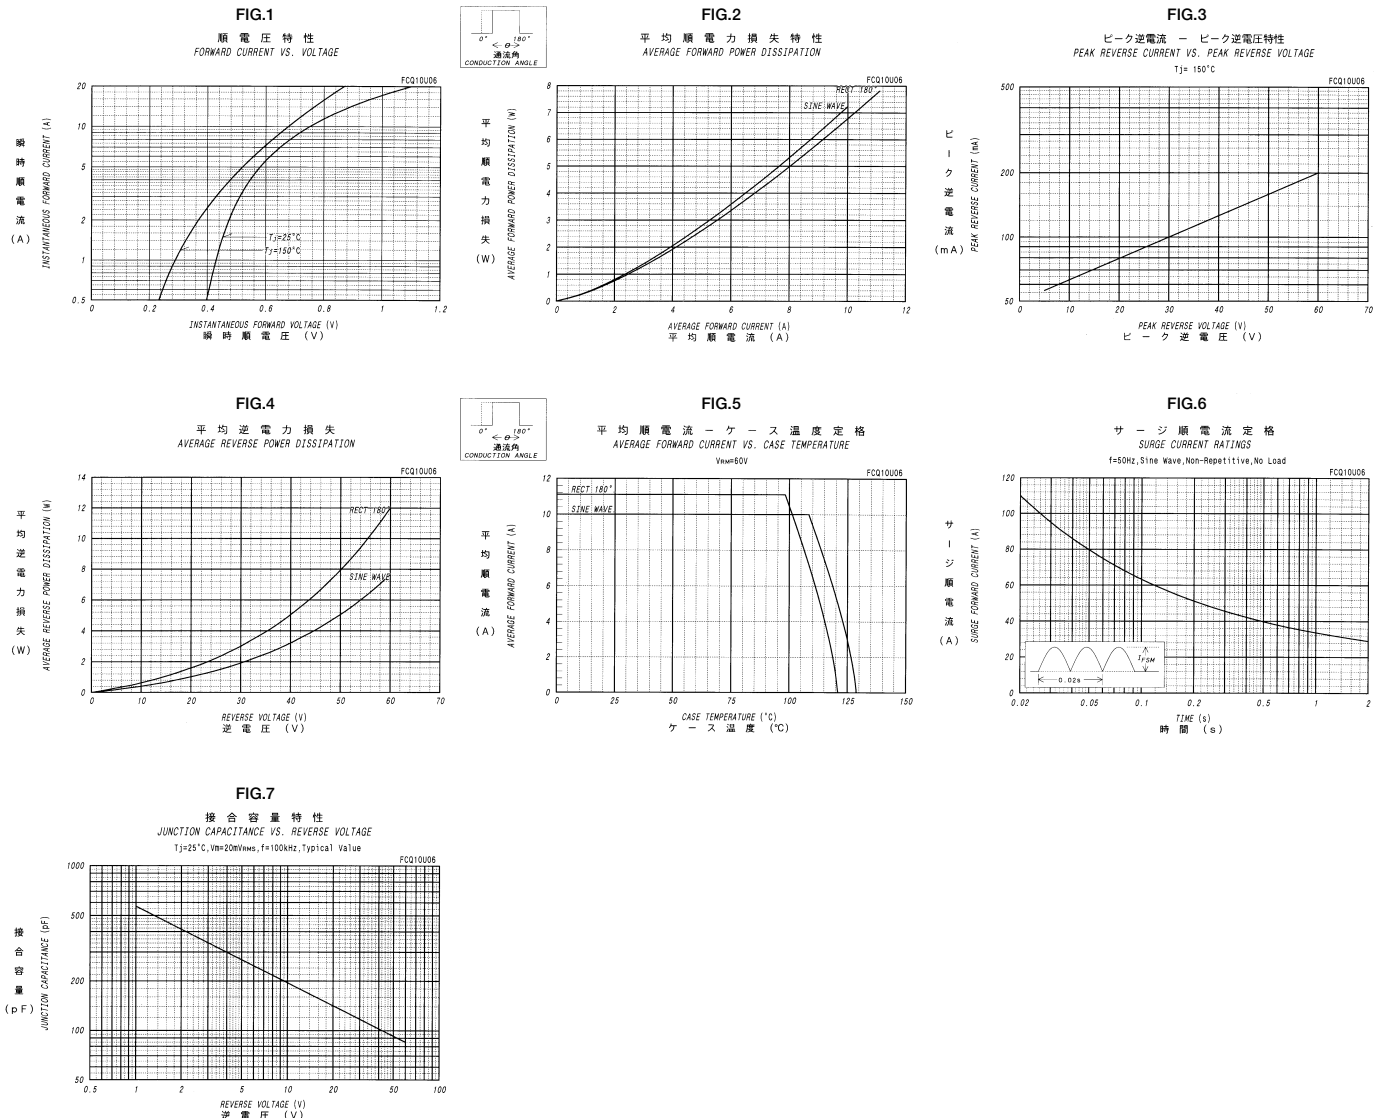 FIG.1
順 電 圧 特 性
FORWARD CURRENT VS. VOLTAGE
FCQ10U06
瞬時順電流 (A)
INSTANTANEOUS FORWARD CURRENT (A)
20
10
5
2
1
0.5
Tj=25°C
Tj=150°C
0 0.2 0.4 0.6 0.8 1 1.2
INSTANTANEOUS FORWARD VOLTAGE (V)
瞬 時 順 電 圧 (V)
0° 180°
θ
通流角
CONDUCTION ANGLE
FIG.2
平 均 順 電 力 損 失 特 性
AVERAGE FORWARD POWER DISSIPATION
FCQ10U06
平均順電力損失 (W)
AVERAGE FORWARD POWER DISSIPATION (W)
8
7
6
5
4
3
2
1
0
RECT 180°
SINE WAVE
0 2 4 6 8 10 12
AVERAGE FORWARD CURRENT (A)
平 均 順 電 流 (A)
FIG.3
ピーク逆電流 ー ピーク逆電圧特性
PEAK REVERSE CURRENT VS. PEAK REVERSE VOLTAGE
Tj= 150°C
FCQ10U06
ピーク逆電流 (mA)
PEAK REVERSE CURRENT (mA)
500
200
100
50
0 10 20 30 40 50 60 70
PEAK REVERSE VOLTAGE (V)
ピ ー ク 逆 電 圧 (V)
FIG.4
平 均 逆 電 力 損 失
AVERAGE REVERSE POWER DISSIPATION
FCQ10U06
平均逆電力損失 (W)
AVERAGE REVERSE POWER DISSIPATION (W)
14
12
10
8
6
4
2
0
RECT 180°
SINE WAVE
0 10 20 30 40 50 60 70
REVERSE VOLTAGE (V)
逆 電 圧 (V)
0° 180°
θ
通流角
CONDUCTION ANGLE
FIG.5
平 均 順 電 流 ー ケ ー ス 温 度 定 格
AVERAGE FORWARD CURRENT VS. CASE TEMPERATURE
VRM=60V
FCQ10U06
平均順電流 (A)
AVERAGE FORWARD CURRENT (A)
12
10
8
6
4
2
0
RECT 180°
SINE WAVE
0 25 50 75 100 125 150
CASE TEMPERATURE (°C)
ケ ー ス 温 度 (℃)
FIG.6
サ ー ジ 順 電 流 定 格
SURGE CURRENT RATINGS
f=50Hz,Sine Wave,Non-Repetitive,No Load
FCQ10U06
サージ順電流 (A)
SURGE FORWARD CURRENT (A)
120
100
80
60
40
20
0
IFSM
0.02s
0.02 0.05 0.1 0.2 0.5 1 2
TIME (s)
時 間 (s)
FIG.7
接 合 容 量 特 性
JUNCTION CAPACITANCE VS. REVERSE VOLTAGE
Tj=25°C,Vm=20mVRMS,f=100kHz,Typical Value
FCQ10U06
接合容量 (pF)
JUNCTION CAPACITANCE (pF)
1000
500
200
100
50
0.5 1 2 5 10 20 50 100
REVERSE VOLTAGE (V)
逆 電 圧 (V)